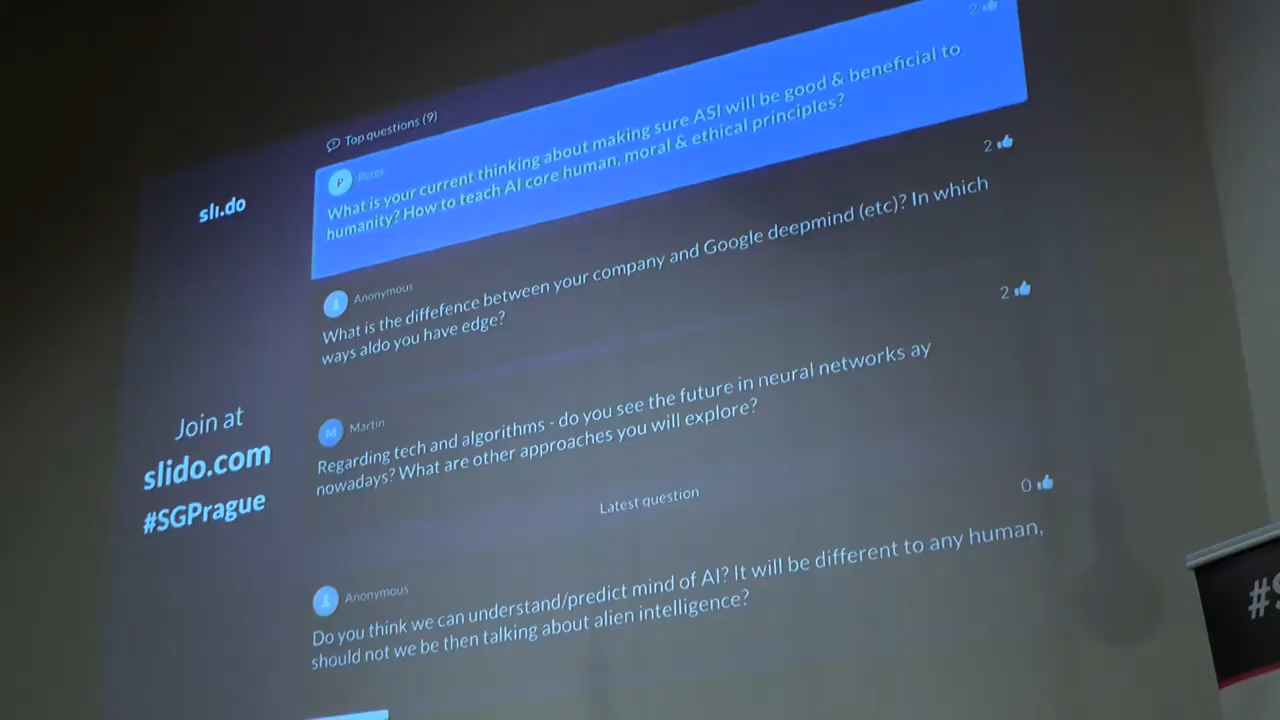 Top questions (9)
2
P Peter
What is your current thinking about making sure ASI will be good & beneficial to
humanity? How to teach AI core human, moral & ethical principles?
sli.do
2
Anonymous
What is the diffefence between your company and Google deepmind (etc)? In which
ways aldo you have edge?
2
M Martin
Regarding tech and algorithms - do you see the future in neural networks ay
nowadays? What are other approaches you will explore?
Join at
slido.com
#SGPrague
Latest question
0
Anonymous
Do you think we can understand/predict mind of AI? It will be different to any human,
should not we be then talking about alien intelligence?